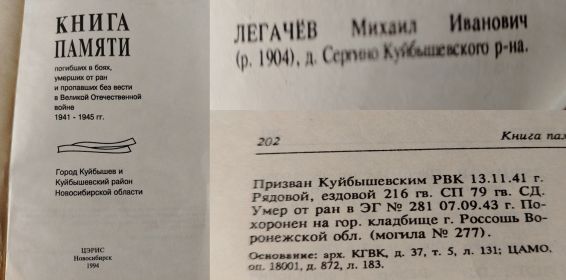 КНИГА
ПАМЯТИ
погибших в боях,
умерших от ран
и пропавших без вести
в Великой Отечественной
войне
1941 - 1945 гг.
Город Куйбышев и
Куйбышевский район
Новосибирской области
ЦЭРИС
Новосибирск
1994
ЛЕГАЧЁВ Михаил Иванович
(р. 1904), д. Сергино Куйбышевского р-на.
202 Книга пам
Призван Куйбышевским РВК 13.11.41 г.
Рядовой, ездовой 216 гв. СП 79 гв. СД.
Умер от ран в ЭГ № 281 07.09.43 г. По-
хоронен на гор. кладбище г. Россошь Во-
ронежской обл. (могила № 277).
Основание: арх. КГВК, д. 37, т. 5, л. 131; ЦАМО,
оп. 18001, д. 872, л. 183.